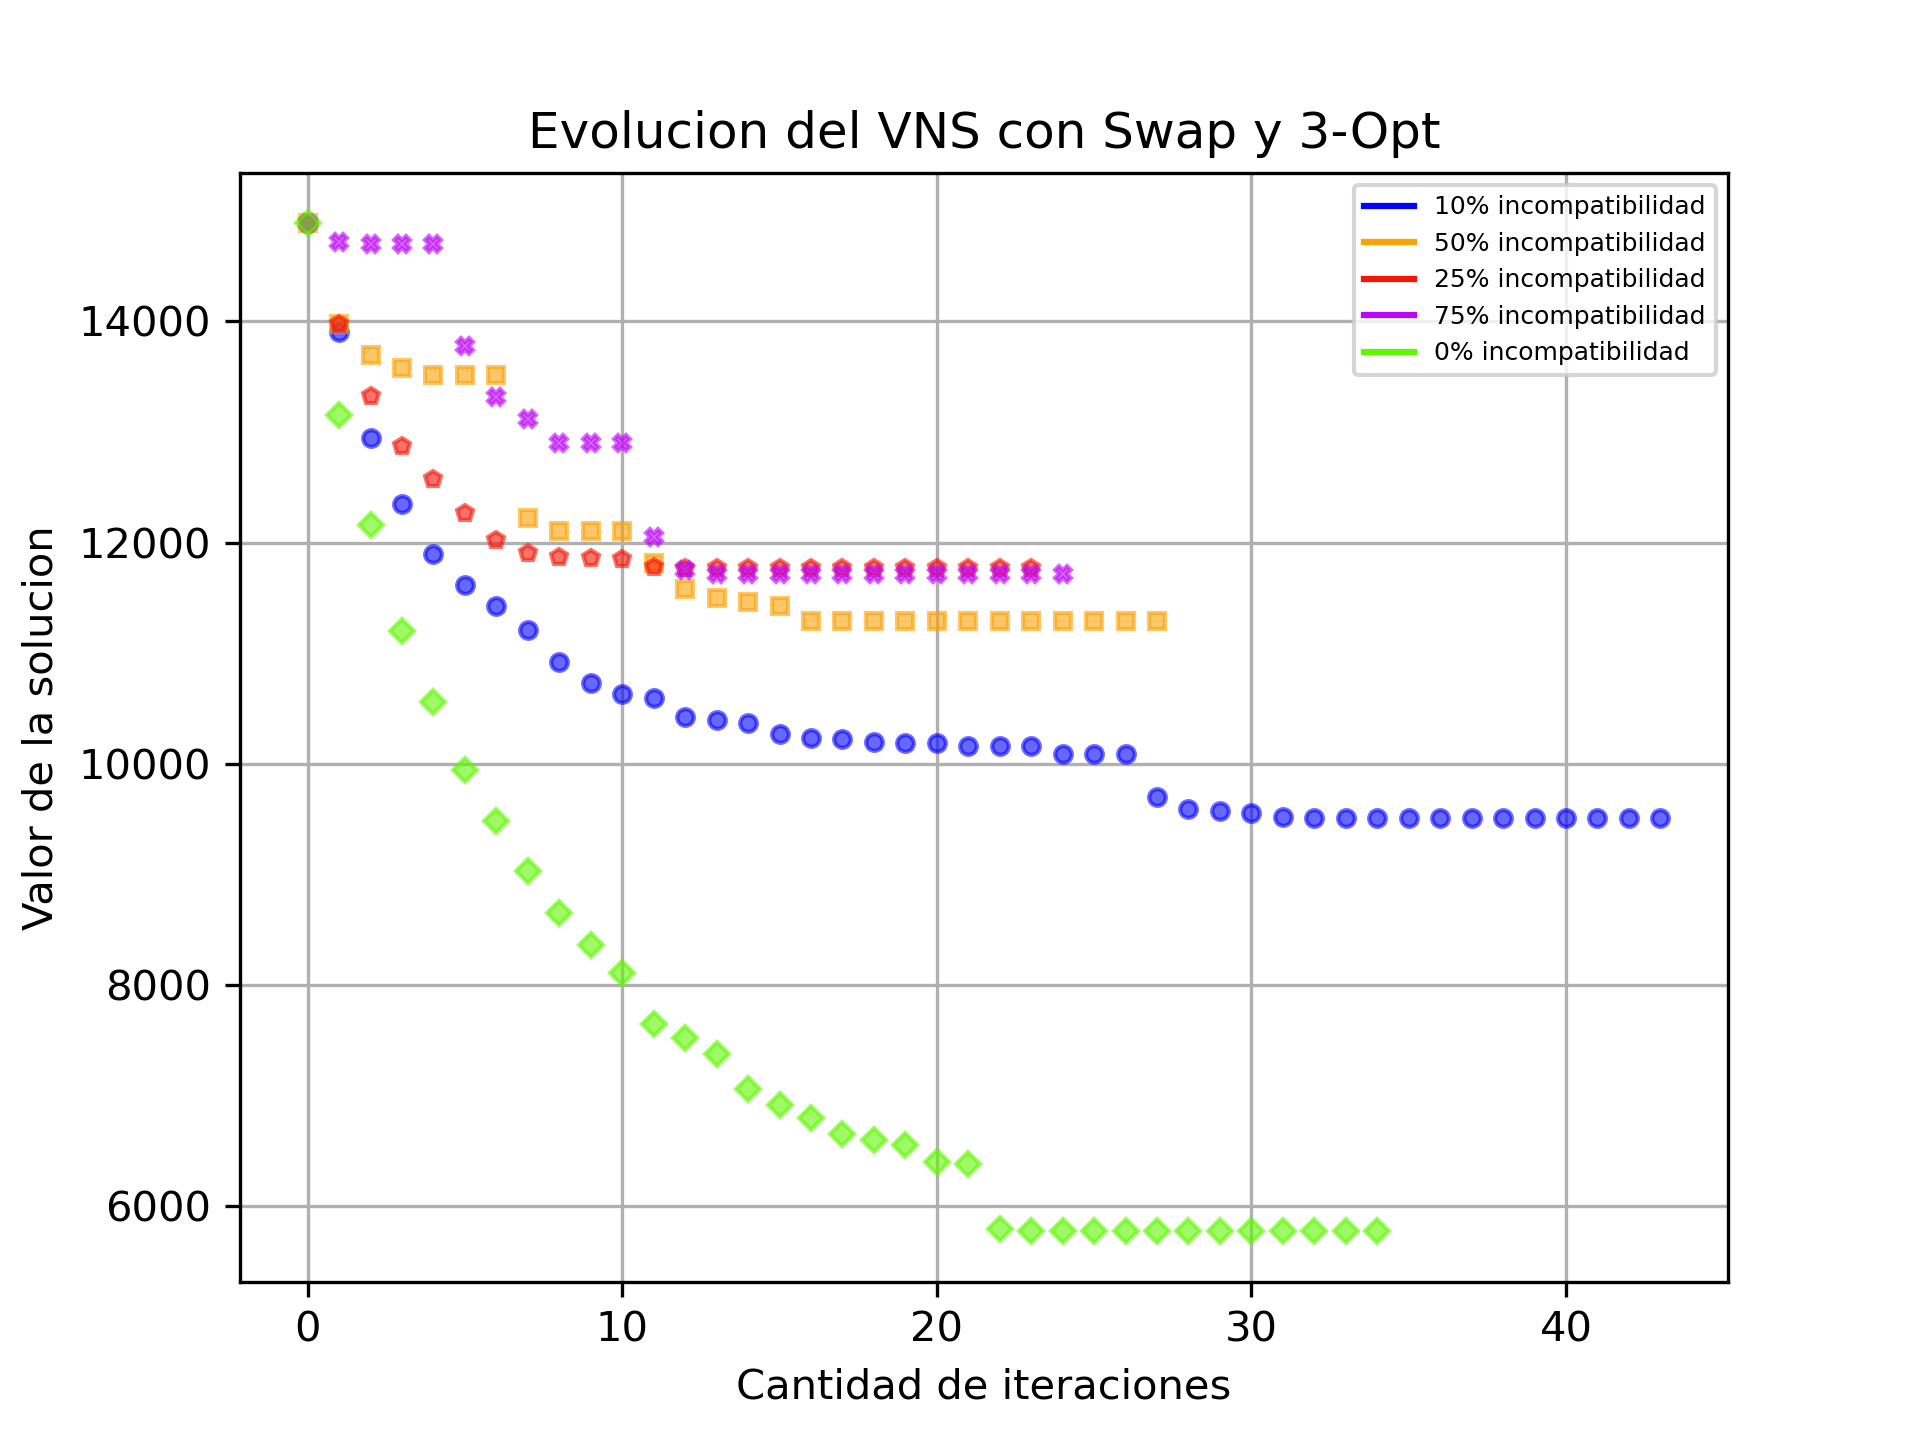 Evolucion del VNS con Swap y 3-Opt
10% incompatibilidad
50% incompatibilidad
25% incompatibilidad
75% incompatibilidad
0% incompatibilidad
14000
12000
10000
8000
6000
Valor de la solucion
0 10 20 30 40
Cantidad de iteraciones